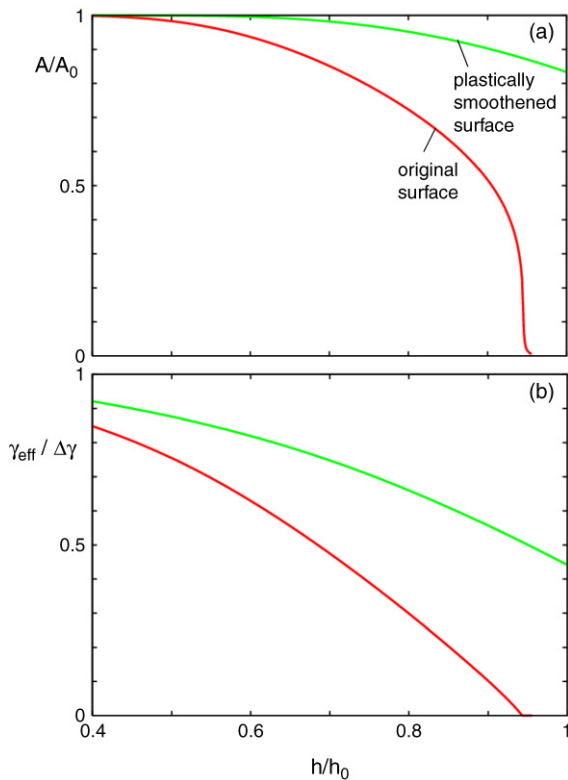 1
(a)
A/A0
plastically
smoothened
surface
original
surface
0.5
0
1
(b)
γeff / Δγ
0.5
0
0.4
0.6
0.8
1
h/h0